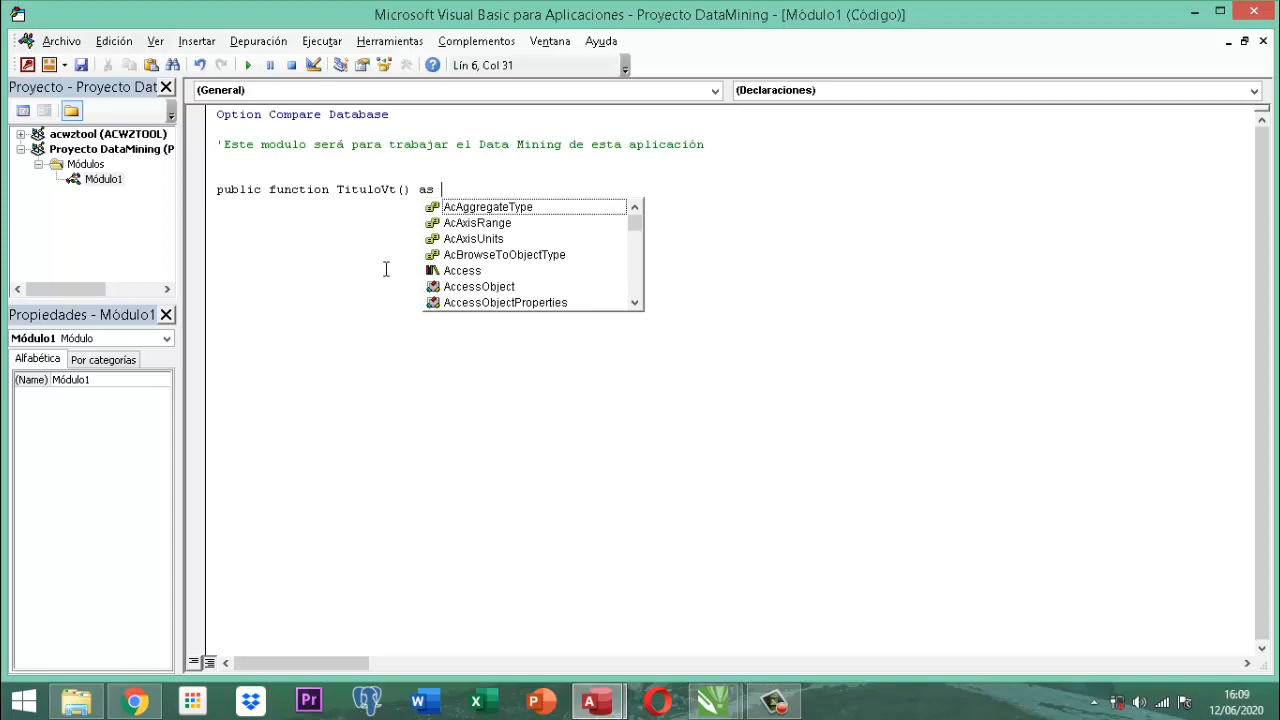 Microsoft Visual Basic para Aplicaciones - Proyecto DataMining - [Módulo1 (Código)]
Archivo Edición Ver Insertar Depuración Ejecutar Herramientas Complementos Ventana Ayuda
Lín 6, Col 31
Proyecto - Proyecto Dat
(General)
(Declaraciones)
acwztool (ACWZTOOL)
Proyecto DataMining (P
Módulos
Módulo1
Option Compare Database
'Este modulo será para trabajar el Data Mining de esta aplicación
public function TituloVt() as
AcAggregateType
AcAxisRange
AcAxisUnits
AcBrowseToObjectType
Access
AccessObject
AccessObjectProperties
Propiedades - Módulo1
Módulo1 Módulo
Alfabética Por categorías
(Name) Módulo1
Pr
W
X
P
A
16:09
12/06/2020